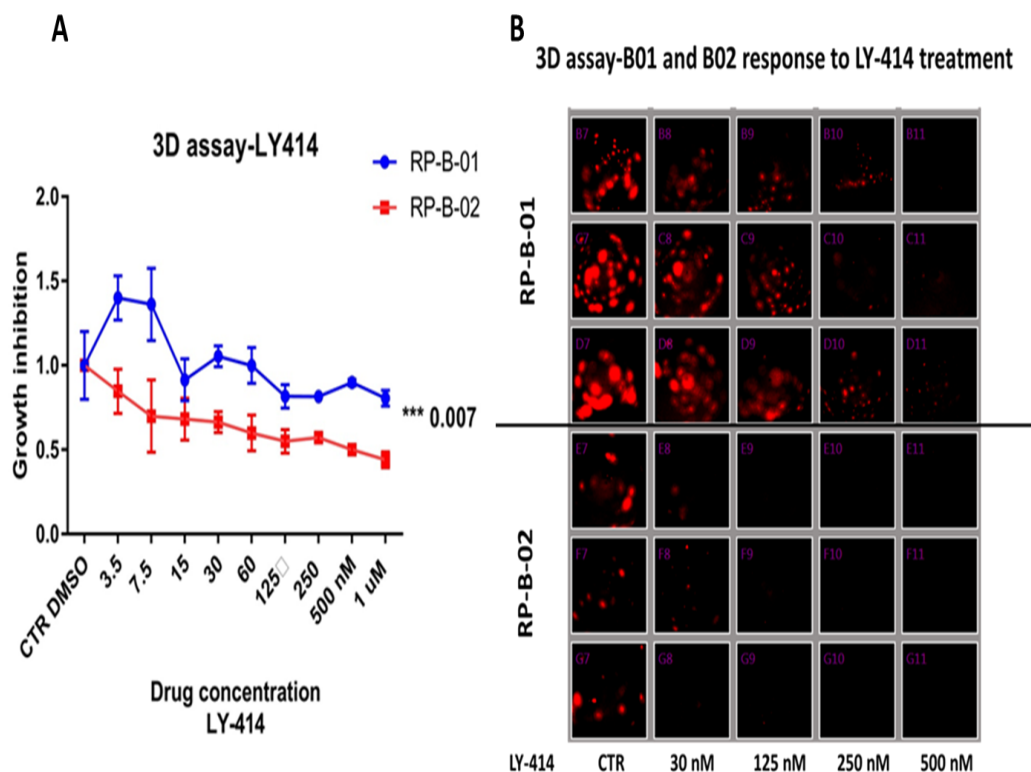 A
3D assay-LY414
RP-B-01
RP-B-02
Growth inhibition
2.0
1.5
1.0
0.5
0.0
*** 0.007
CTR DMSO
3.5
7.5
15
30
60
125
250
500 nM
1 uM
Drug concentration
LY-414
B
3D assay-B01 and B02 response to LY-414 treatment
RP-B-01
B7 B8 B9 B10 B11
C7 C8 C9 C10 C11
D7 D8 D9 D10 D11
RP-B-02
E7 E8 E9 E10 E11
F7 F8 F9 F10 F11
G7 G8 G9 G10 G11
LY-414 CTR 30 nM 125 nM 250 nM 500 nM